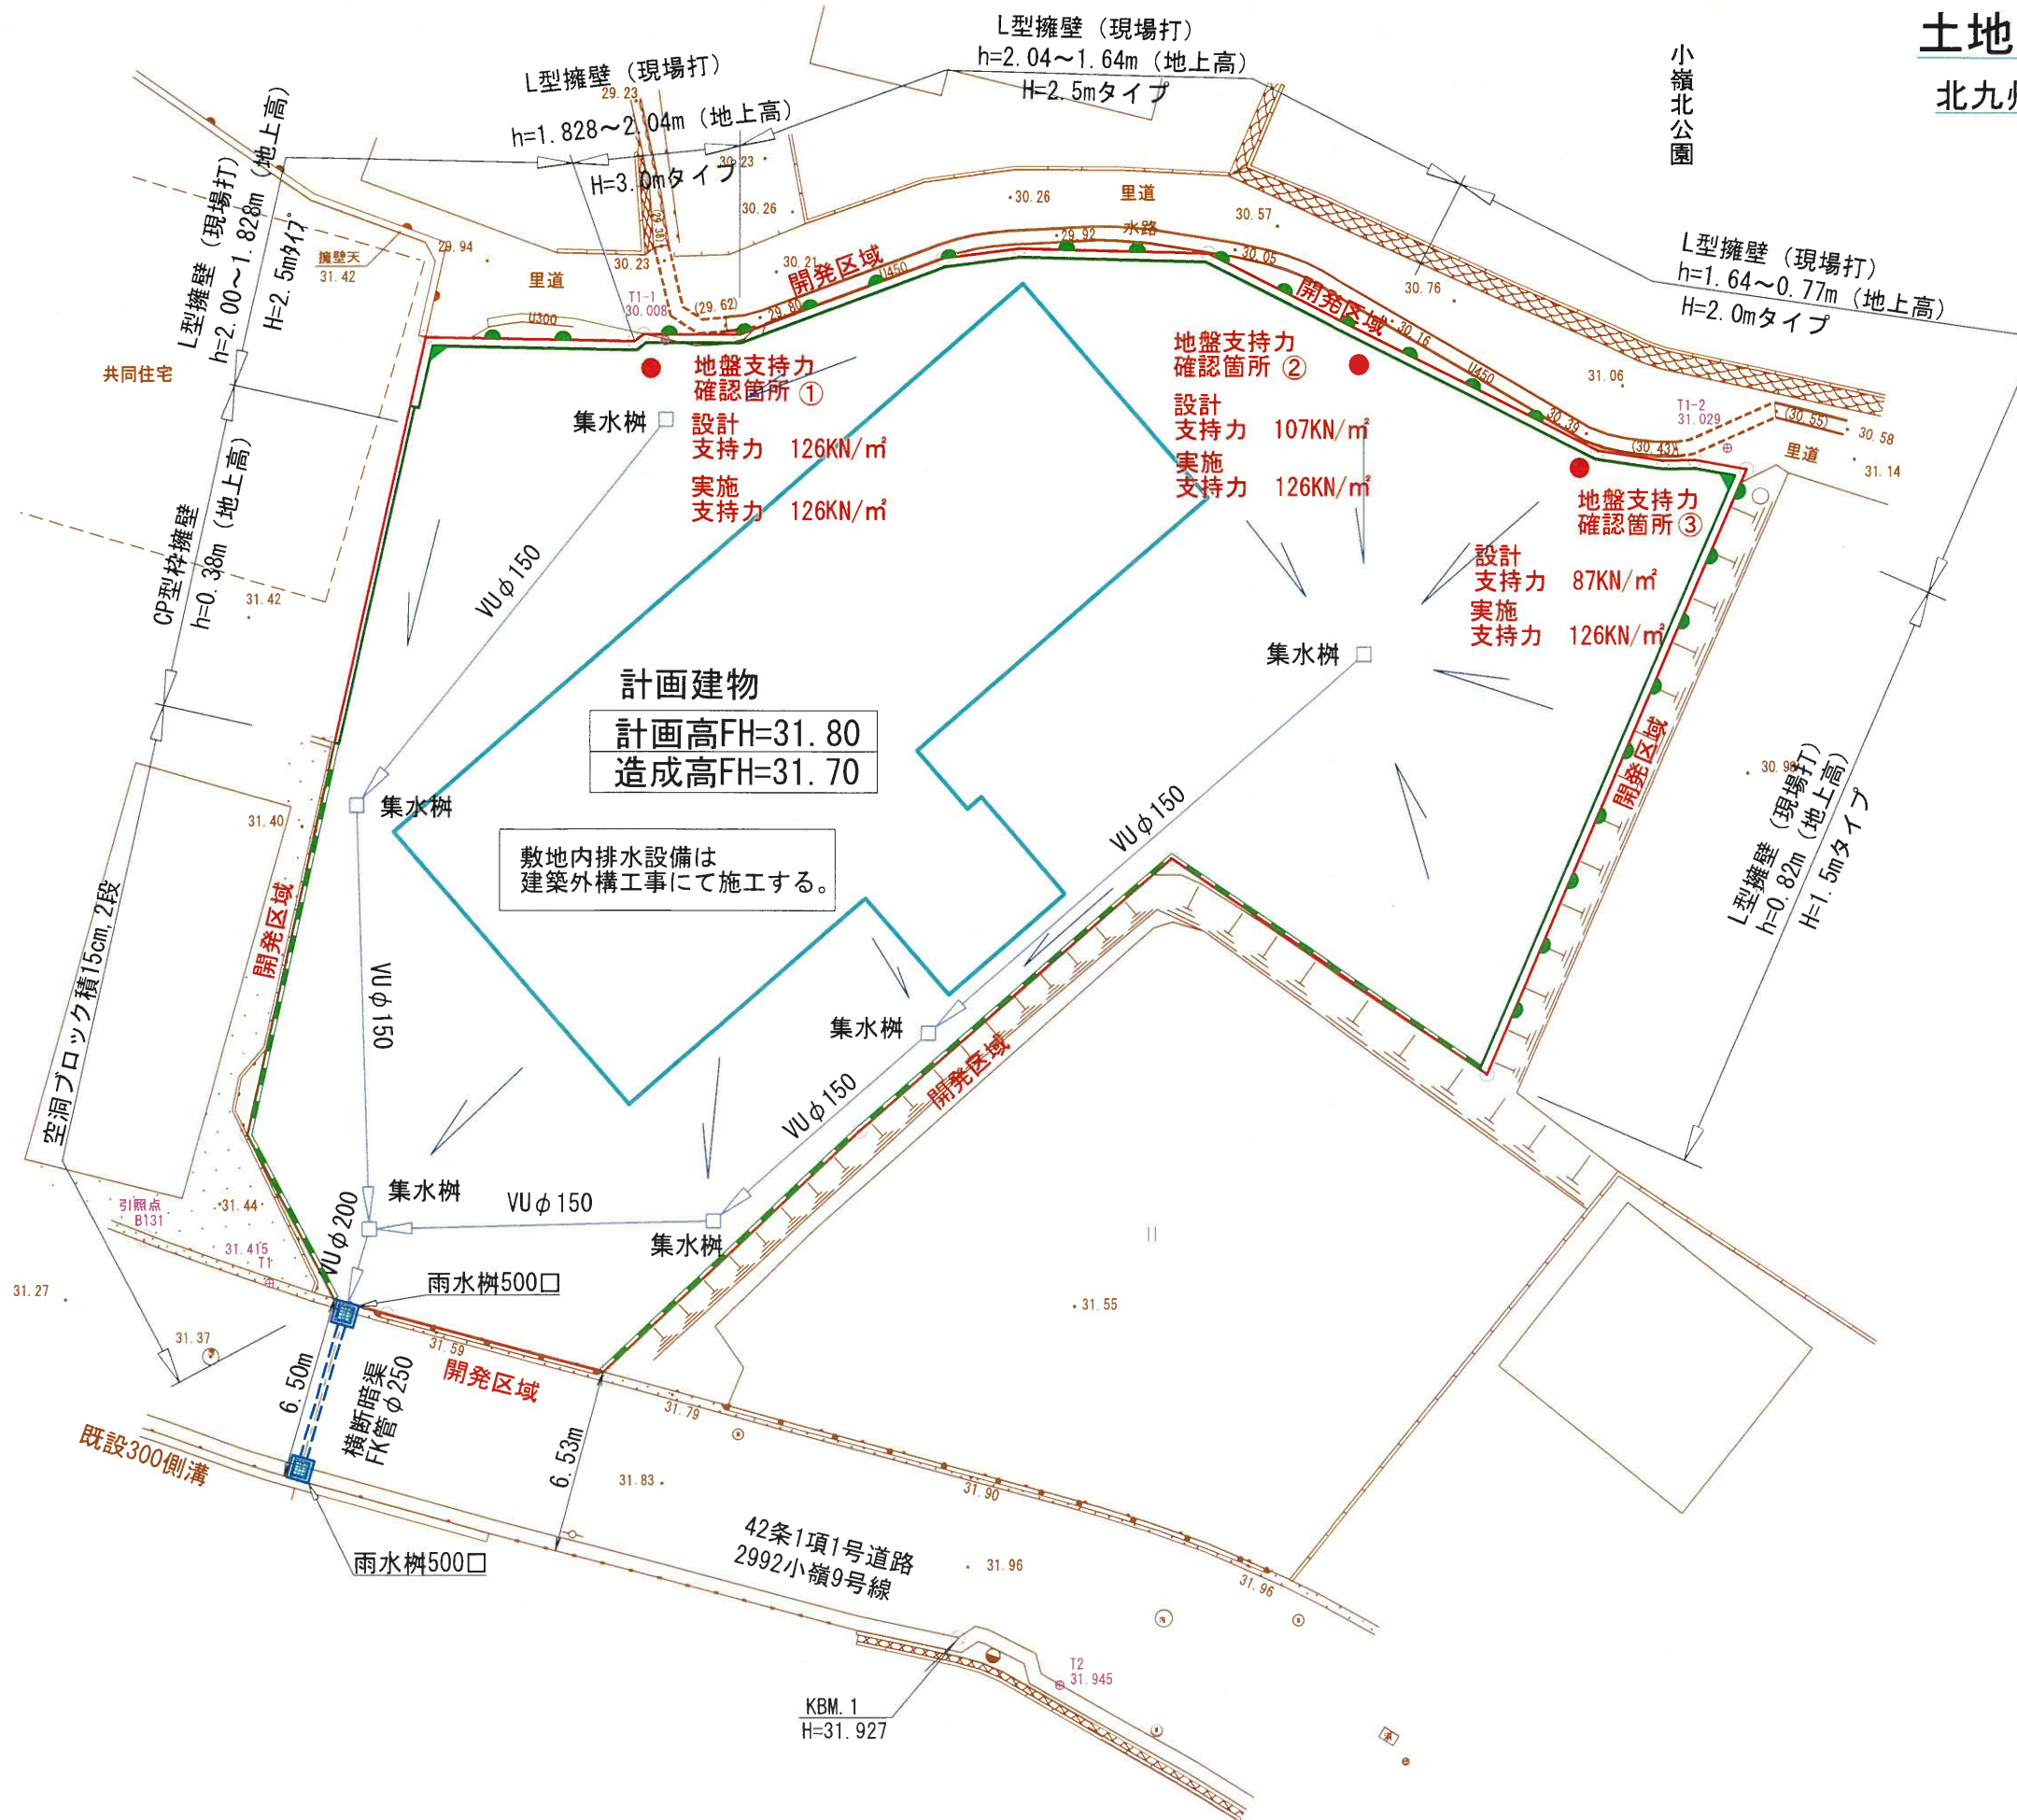 土地
北九州
小嶺北公園
L型擁壁（現場打）
h=2.04～1.64m（地上高）
H=2.5mタイプ
L型擁壁（現場打）
h=1.828～2.04m（地上高）
H=3.0mタイプ
L型擁壁（現場打）
h=2.00～1.828m（地上高）
H=2.5mタイプ
L型擁壁（現場打）
h=1.64～0.77m（地上高）
H=2.0mタイプ
29.23
30.23
30.26
30.26
里道
30.57
水路
29.92
30.05
30.76
擁壁天
31.42
29.94
里道
30.23
30.21
開発区域
U450
開発区域
30.16
U300
T1-1
30.008
(29.62)
29.80
U450
31.06
30.39
(30.43)
T1-2
31.029
(30.55)
30.58
里道
31.14
共同住宅
地盤支持力
確認箇所 ①
設計
支持力 126KN/㎡
実施
支持力 126KN/㎡
地盤支持力
確認箇所 ②
設計
支持力 107KN/㎡
実施
支持力 126KN/㎡
地盤支持力
確認箇所 ③
設計
支持力 87KN/㎡
実施
支持力 126KN/㎡
集水桝
VUφ150
CP型枠擁壁
h=0.38m（地上高）
31.42
集水桝
計画建物
計画高FH=31.80
造成高FH=31.70
敷地内排水設備は
建築外構工事にて施工する。
集水桝
31.40
開発区域
VUφ150
VUφ150
開発区域
L型擁壁（現場打）
h=0.82m（地上高）
H=1.5mタイプ
空洞ブロック積15cm,2段
集水桝
開発区域
VUφ150
集水桝
VUφ150
集水桝
VUφ200
引照点
B131
31.44
31.415
T1
31.27
31.37
雨水桝500□
31.59
開発区域
31.55
6.50m
横断暗渠
FK管φ250
6.53m
31.79
既設300側溝
雨水桝500□
31.83
31.90
42条1項1号道路
2992小嶺9号線
31.96
31.96
T2
31.945
KBM.1
H=31.927